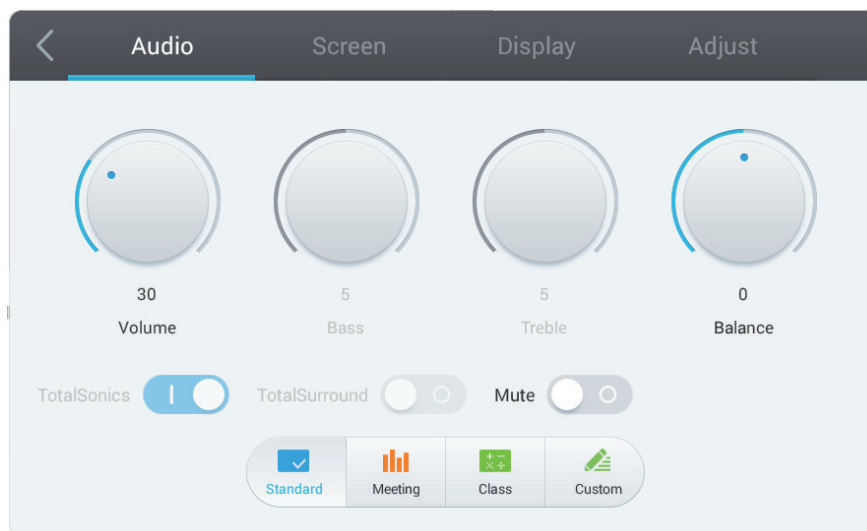 Audio Screen Display Adjust
30 5 5 0
Volume Bass Treble Balance
TotalSonics TotalSurround Mute
Standard Meeting Class Custom